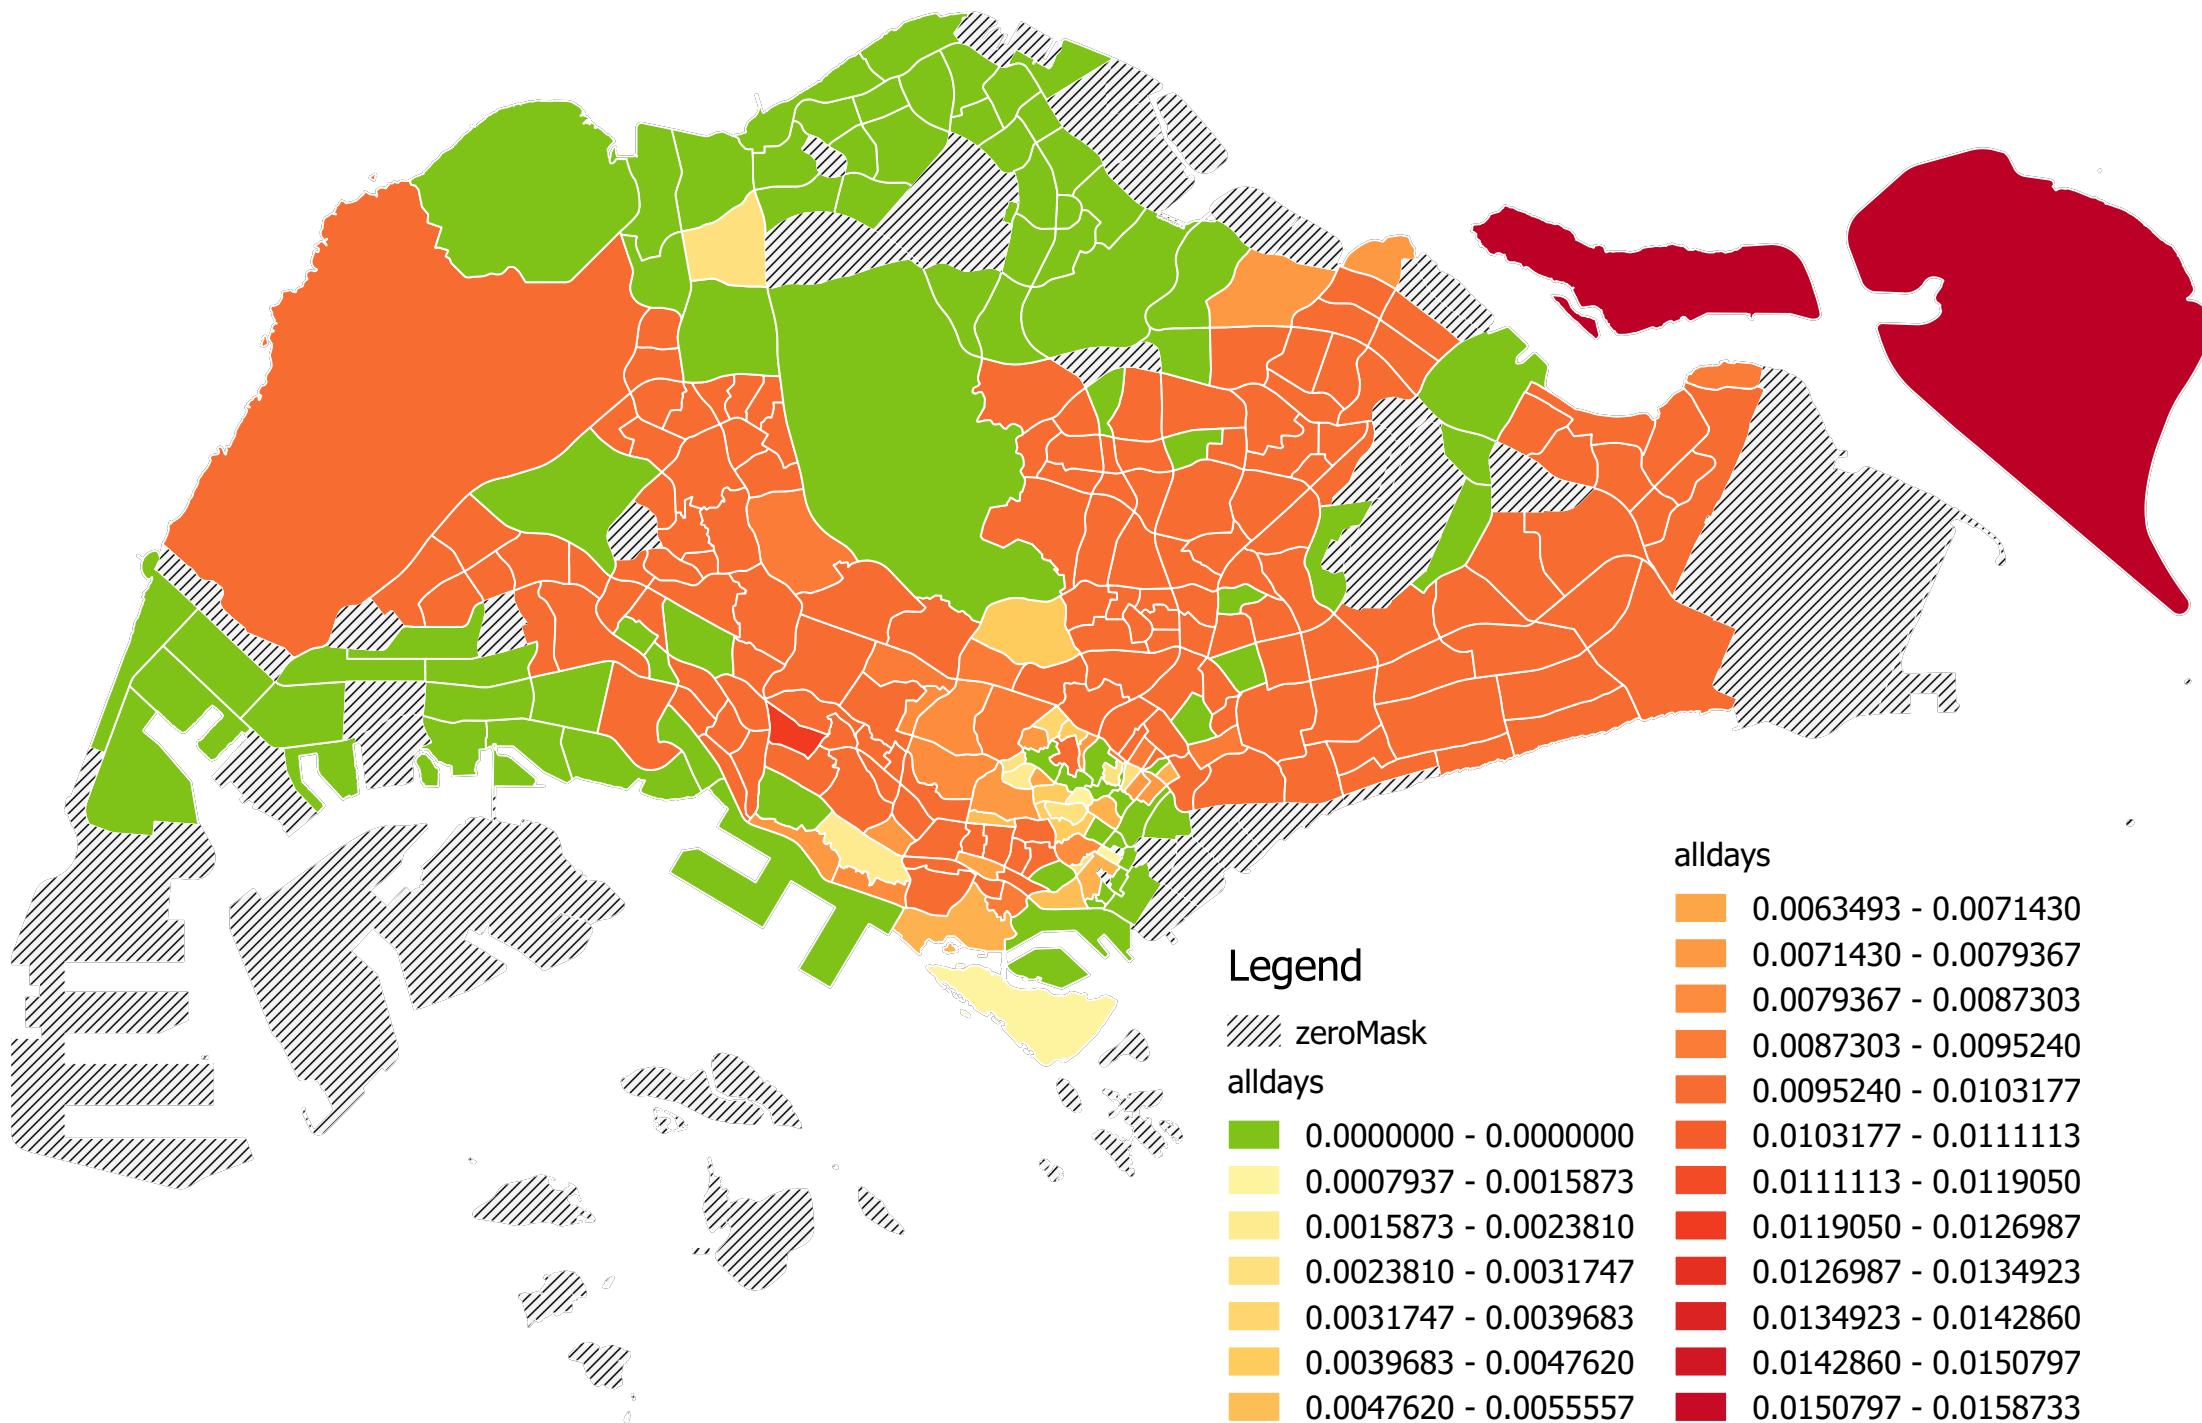 Legend
zeroMask
alldays
0.0000000 - 0.0000000
0.0007937 - 0.0015873
0.0015873 - 0.0023810
0.0023810 - 0.0031747
0.0031747 - 0.0039683
0.0039683 - 0.0047620
0.0047620 - 0.0055557
alldays
0.0063493 - 0.0071430
0.0071430 - 0.0079367
0.0079367 - 0.0087303
0.0087303 - 0.0095240
0.0095240 - 0.0103177
0.0103177 - 0.0111113
0.0111113 - 0.0119050
0.0119050 - 0.0126987
0.0126987 - 0.0134923
0.0134923 - 0.0142860
0.0142860 - 0.0150797
0.0150797 - 0.0158733